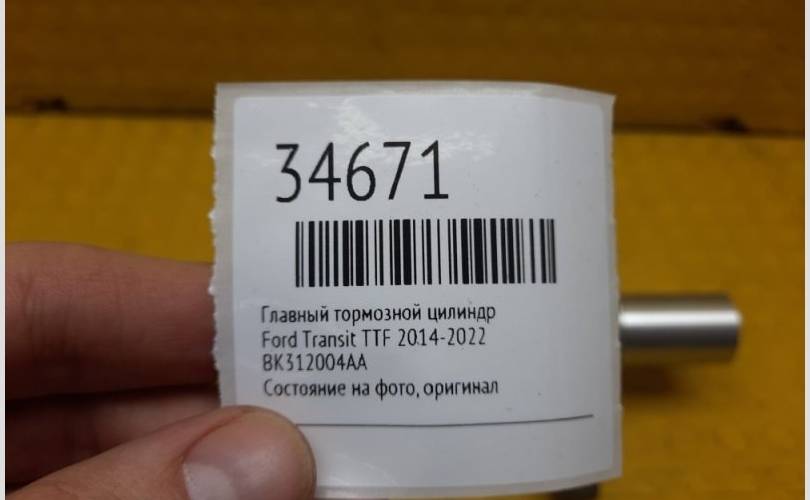 34671
Главный тормозной цилиндр
Ford Transit TTF 2014-2022
BK312004AA
Состояние на фото, оригинал